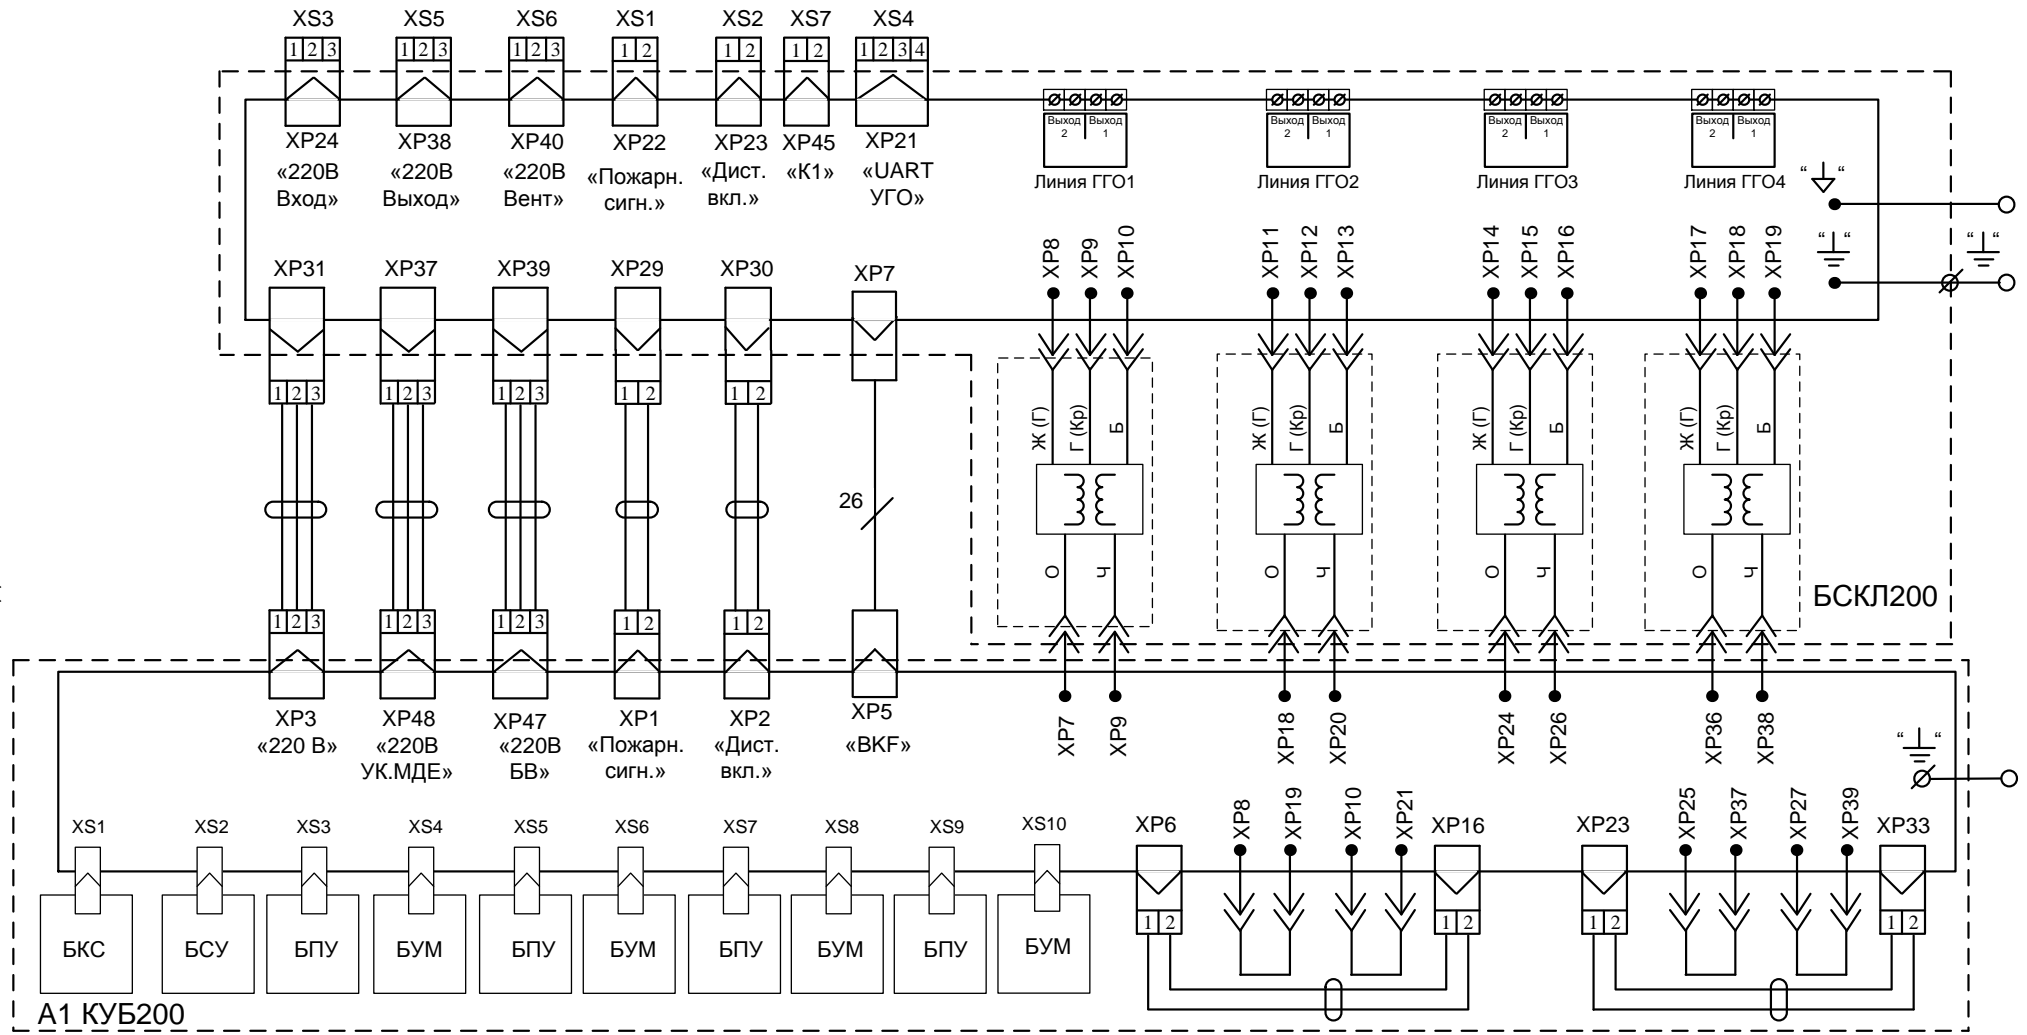 XS3 XS5 XS6 XS1 XS2 XS7 XS4
1 2 3 1 2 3 1 2 3 1 2 1 2 1 2 1 2 3 4
XP24 XP38 XP40 XP22 XP23 XP45 XP21
«220В «220В «220В «Пожарн. «Дист. «К1» «UART
Вход» Выход» Вент» сигн.» вкл.» УГО»
Выход Выход Выход Выход Выход Выход Выход Выход
2 1 2 1 2 1 2 1
Линия ГГО1 Линия ГГО2 Линия ГГО3 Линия ГГО4
“ “
“ “ “ “
XP8 XP9 XP10 XP11 XP12 XP13 XP14 XP15 XP16 XP17 XP18 XP19
XP31 XP37 XP39 XP29 XP30 XP7
1 2 3 1 2 3 1 2 3 1 2 1 2
Ж (Г) Г (Кр) Б Ж (Г) Г (Кр) Б Ж (Г) Г (Кр) Б Ж (Г) Г (Кр) Б
26
О Ч О Ч О Ч О Ч
БСКЛ200
1 2 3 1 2 3 1 2 3 1 2 1 2
XP3 XP48 XP47 XP1 XP2 XP5
«220 В» «220В «220В «Пожарн. «Дист. «BKF»
УК.МДЕ» БВ» сигн.» вкл.»
XP7 XP9 XP18 XP20 XP24 XP26 XP36 XP38
“ “
XS1 XS2 XS3 XS4 XS5 XS6 XS7 XS8 XS9 XS10 XP6 XP8 XP19 XP10 XP21 XP16 XP23 XP25 XP37 XP27 XP39 XP33
1 2 1 2 1 2 1 2
БКС БСУ БПУ БУМ БПУ БУМ БПУ БУМ БПУ БУМ
А1 КУБ200